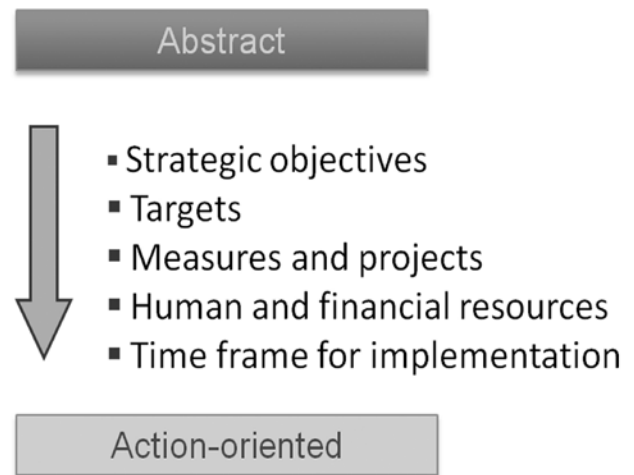 Abstract
▪ Strategic objectives
▪ Targets
▪ Measures and projects
▪ Human and financial resources
▪ Time frame for implementation
Action-oriented